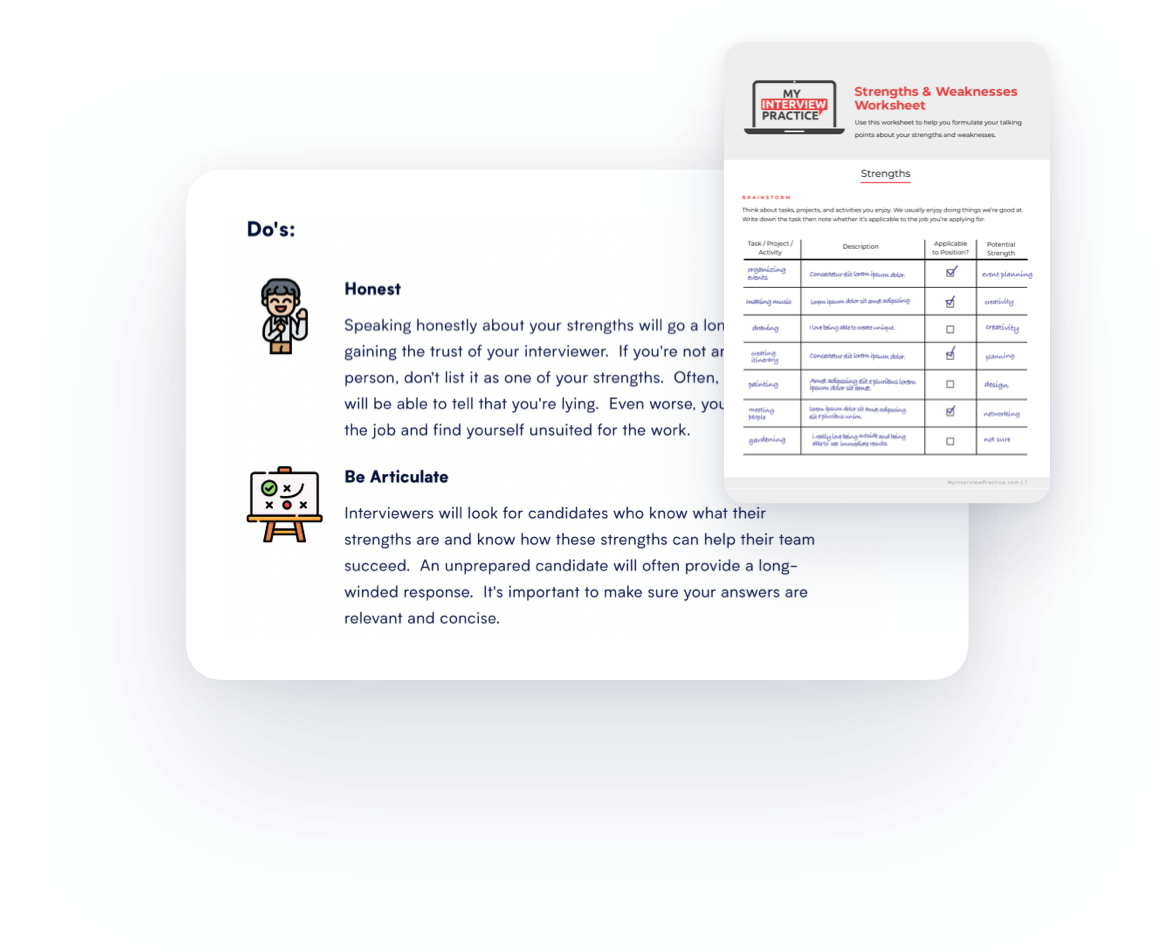 Do's:
Honest
Speaking honestly about your strengths will go a lon
gaining the trust of your interviewer. If you're not ar
person, don't list it as one of your strengths. Often,
will be able to tell that you're lying. Even worse, you
the job and find yourself unsuited for the work.
Be Articulate
Interviewers will look for candidates who know what their
strengths are and know how these strengths can help their team
succeed. An unprepared candidate will often provide a long-
winded response. It's important to make sure your answers are
relevant and concise.
MY
INTERVIEW
PRACTICE
Strengths & Weaknesses
Worksheet
Use this worksheet to help you formulate your talking
points about your strengths and weaknesses.
Strengths
BRAINSTORM
Think about tasks, projects, and activities you enjoy. We usually enjoy doing things we're good at.
Write down the task then note whether it's applicable to the job you're applying for.
Task / Project / Activity
Description
Applicable to Position?
Potential Strength
organizing events
Consectetur elit lorem ipsum dolor.
event planning
making music
lorem ipsum dolor sit amet adipiscing
creativity
drawing
I love being able to create unique
creativity
creating itinerary
Consectetur elit lorem ipsum dolor.
planning
painting
Amet adipiscing elit e pluribus lorem
ipsum dolor sit amet.
design
meeting people
lorem ipsum dolor sit amet adipiscing
elit e pluribus unim.
networking
gardening
i really love being outside and being
able to see immediate results
not sure
MyInterviewPractice.com | 1